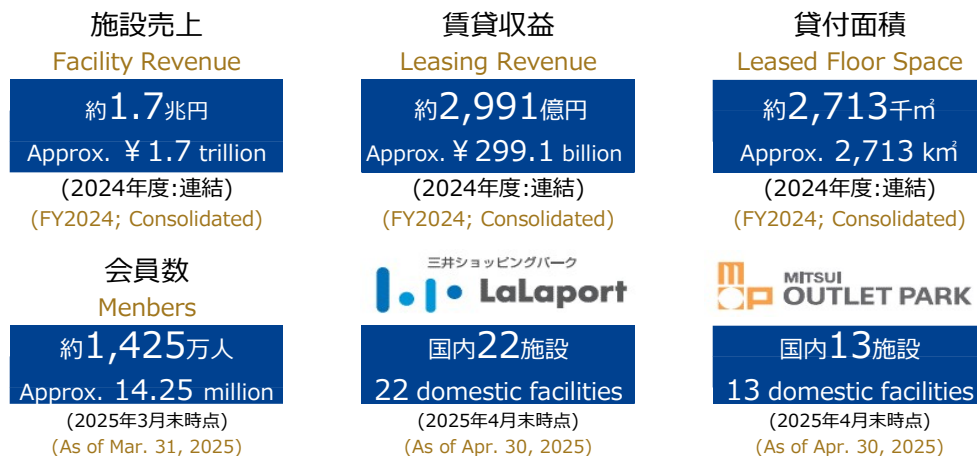 施設売上
Facility Revenue
約1.7兆円
Approx. ¥1.7 trillion
(2024年度:連結)
(FY2024; Consolidated)
賃貸収益
Leasing Revenue
約2,991億円
Approx. ¥299.1 billion
(2024年度:連結)
(FY2024; Consolidated)
貸付面積
Leased Floor Space
約2,713千㎡
Approx. 2,713 k㎡
(2024年度:連結)
(FY2024; Consolidated)
会員数
Menbers
約1,425万人
Approx. 14.25 million
(2025年3月末時点)
(As of Mar. 31, 2025)
三井ショッピングパーク
LaLaport
国内22施設
22 domestic facilities
(2025年4月末時点)
(As of Apr. 30, 2025)
mop
MITSUI
OUTLET PARK
国内13施設
13 domestic facilities
(2025年4月末時点)
(As of Apr. 30, 2025)